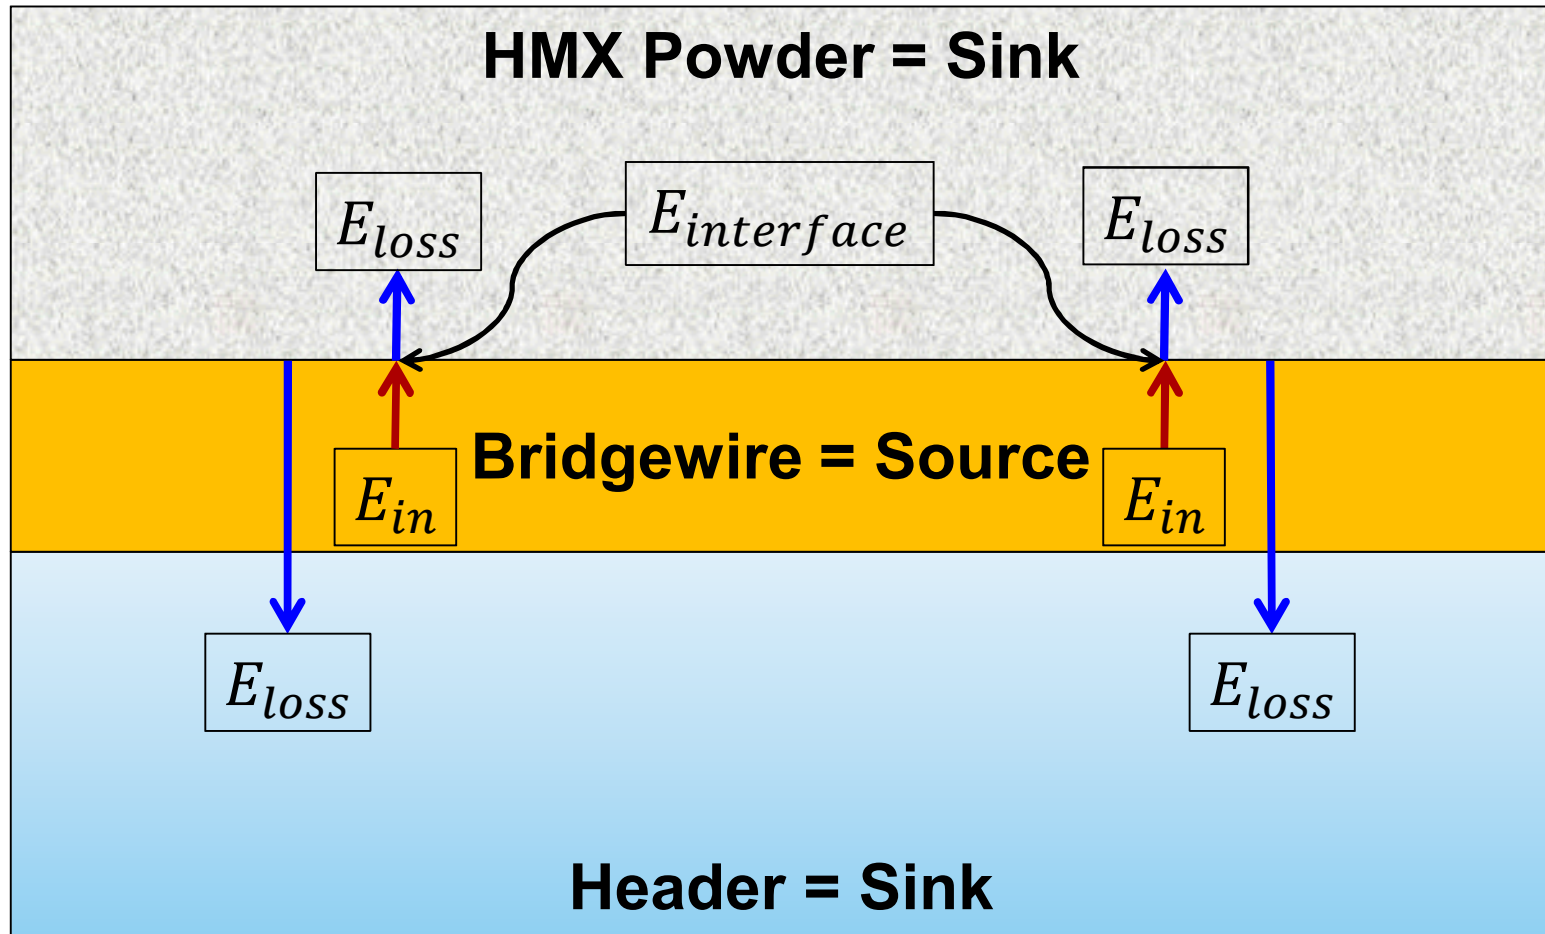 HMX Powder = Sink
E_loss
E_interface
E_loss
E_in
Bridgewire = Source
E_in
E_loss
E_loss
Header = Sink